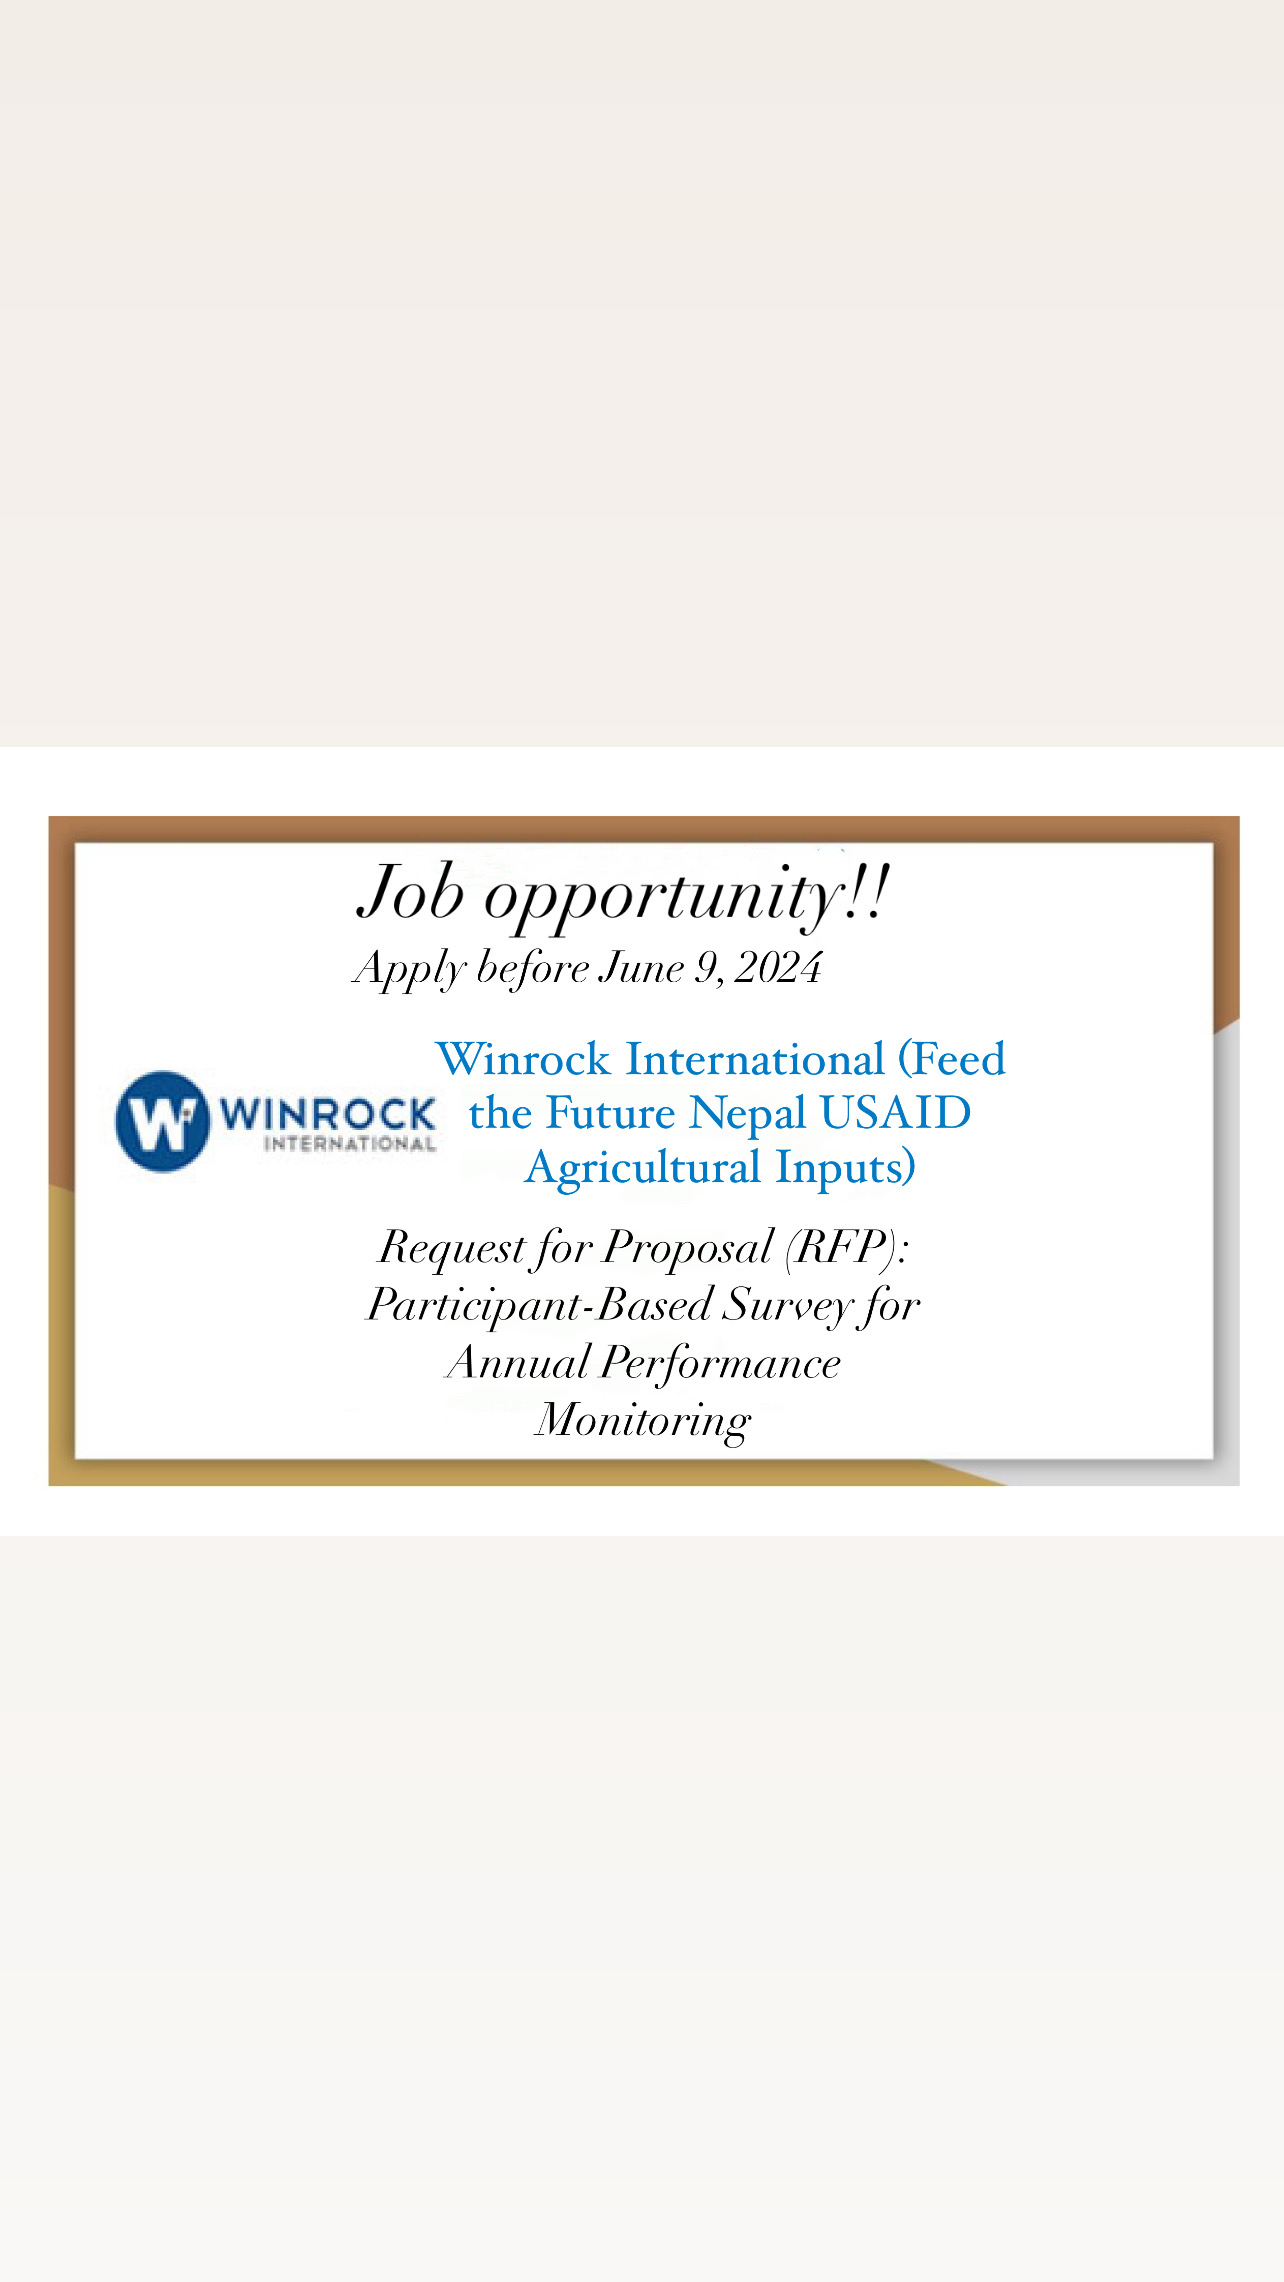 Job opportunity!!
Apply before June 9, 2024
Winrock International (Feed
the Future Nepal USAID
Agricultural Inputs)
W WINROCK
INTERNATIONAL
Request for Proposal (RFP):
Participant-Based Survey for
Annual Performance
Monitoring